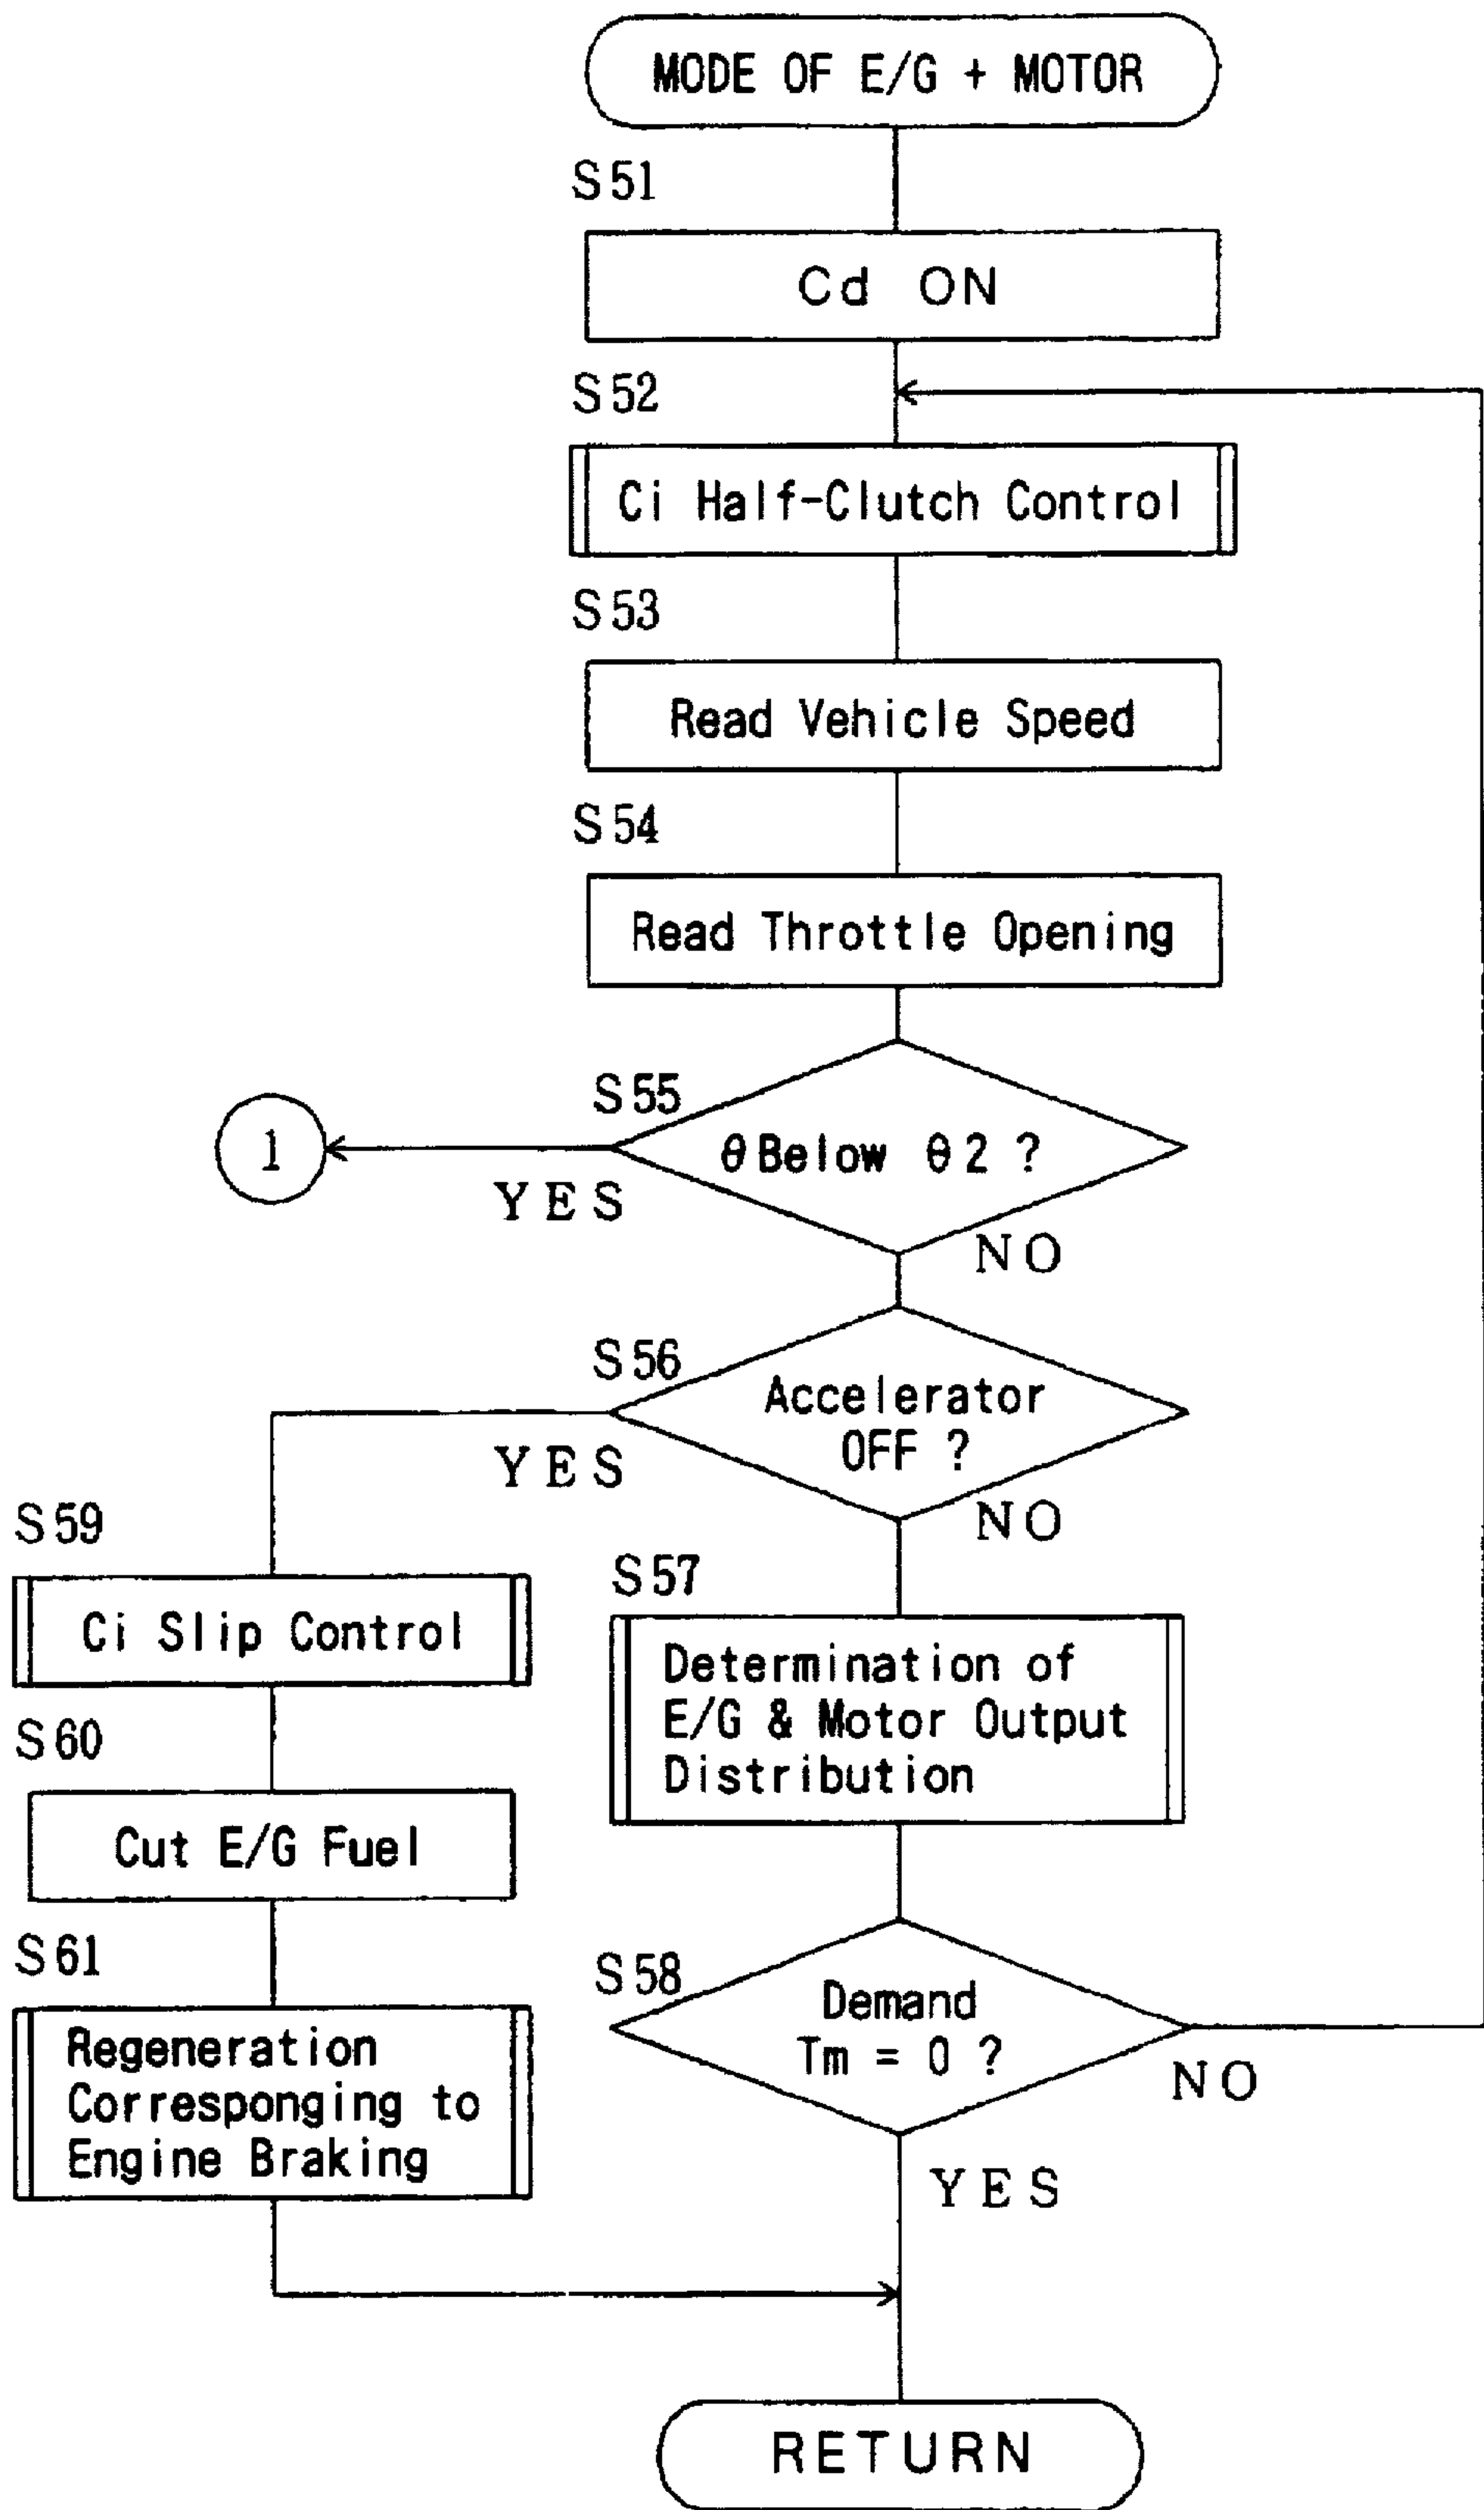 MODE OF E/G + MOTOR
S51
Cd ON
S52
Ci Half-Clutch Control
S53
Read Vehicle Speed
S54
Read Throttle Opening
S55
θ Below θ2 ?
1
YES
NO
S56
Accelerator
OFF ?
YES
NO
S59
Ci Slip Control
S57
Determination of
E/G & Motor Output
Distribution
S60
Cut E/G Fuel
S61
Regeneration
Corresponging to
Engine Braking
S58
Demand
Tm = 0 ?
NO
YES
RETURN